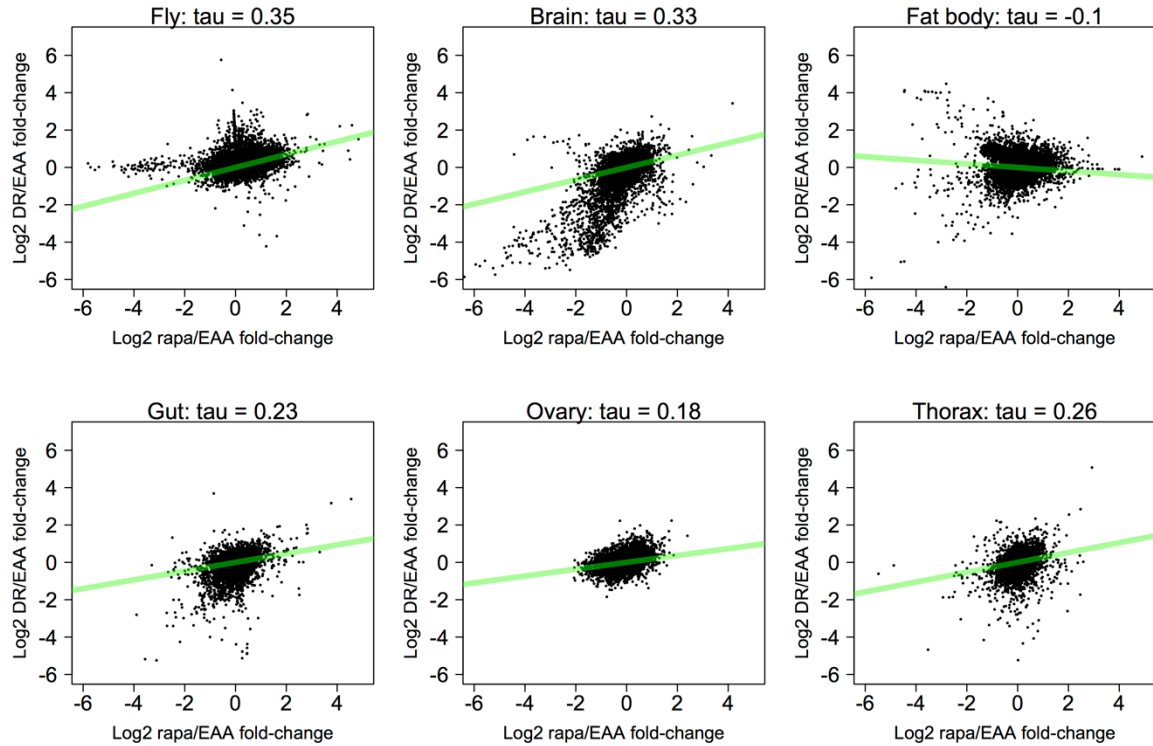 Fly: tau = 0.35
Brain: tau = 0.33
Fat body: tau = -0.1
Log2 DR/EAA fold-change
6
4
2
0
-2
-4
-6
-6 -4 -2 0 2 4
Log2 rapa/EAA fold-change
Log2 DR/EAA fold-change
6
4
2
0
-2
-4
-6
-6 -4 -2 0 2 4
Log2 rapa/EAA fold-change
Log2 DR/EAA fold-change
6
4
2
0
-2
-4
-6
-6 -4 -2 0 2 4
Log2 rapa/EAA fold-change
Gut: tau = 0.23
Ovary: tau = 0.18
Thorax: tau = 0.26
Log2 DR/EAA fold-change
6
4
2
0
-2
-4
-6
-6 -4 -2 0 2 4
Log2 rapa/EAA fold-change
Log2 DR/EAA fold-change
6
4
2
0
-2
-4
-6
-6 -4 -2 0 2 4
Log2 rapa/EAA fold-change
Log2 DR/EAA fold-change
6
4
2
0
-2
-4
-6
-6 -4 -2 0 2 4
Log2 rapa/EAA fold-change